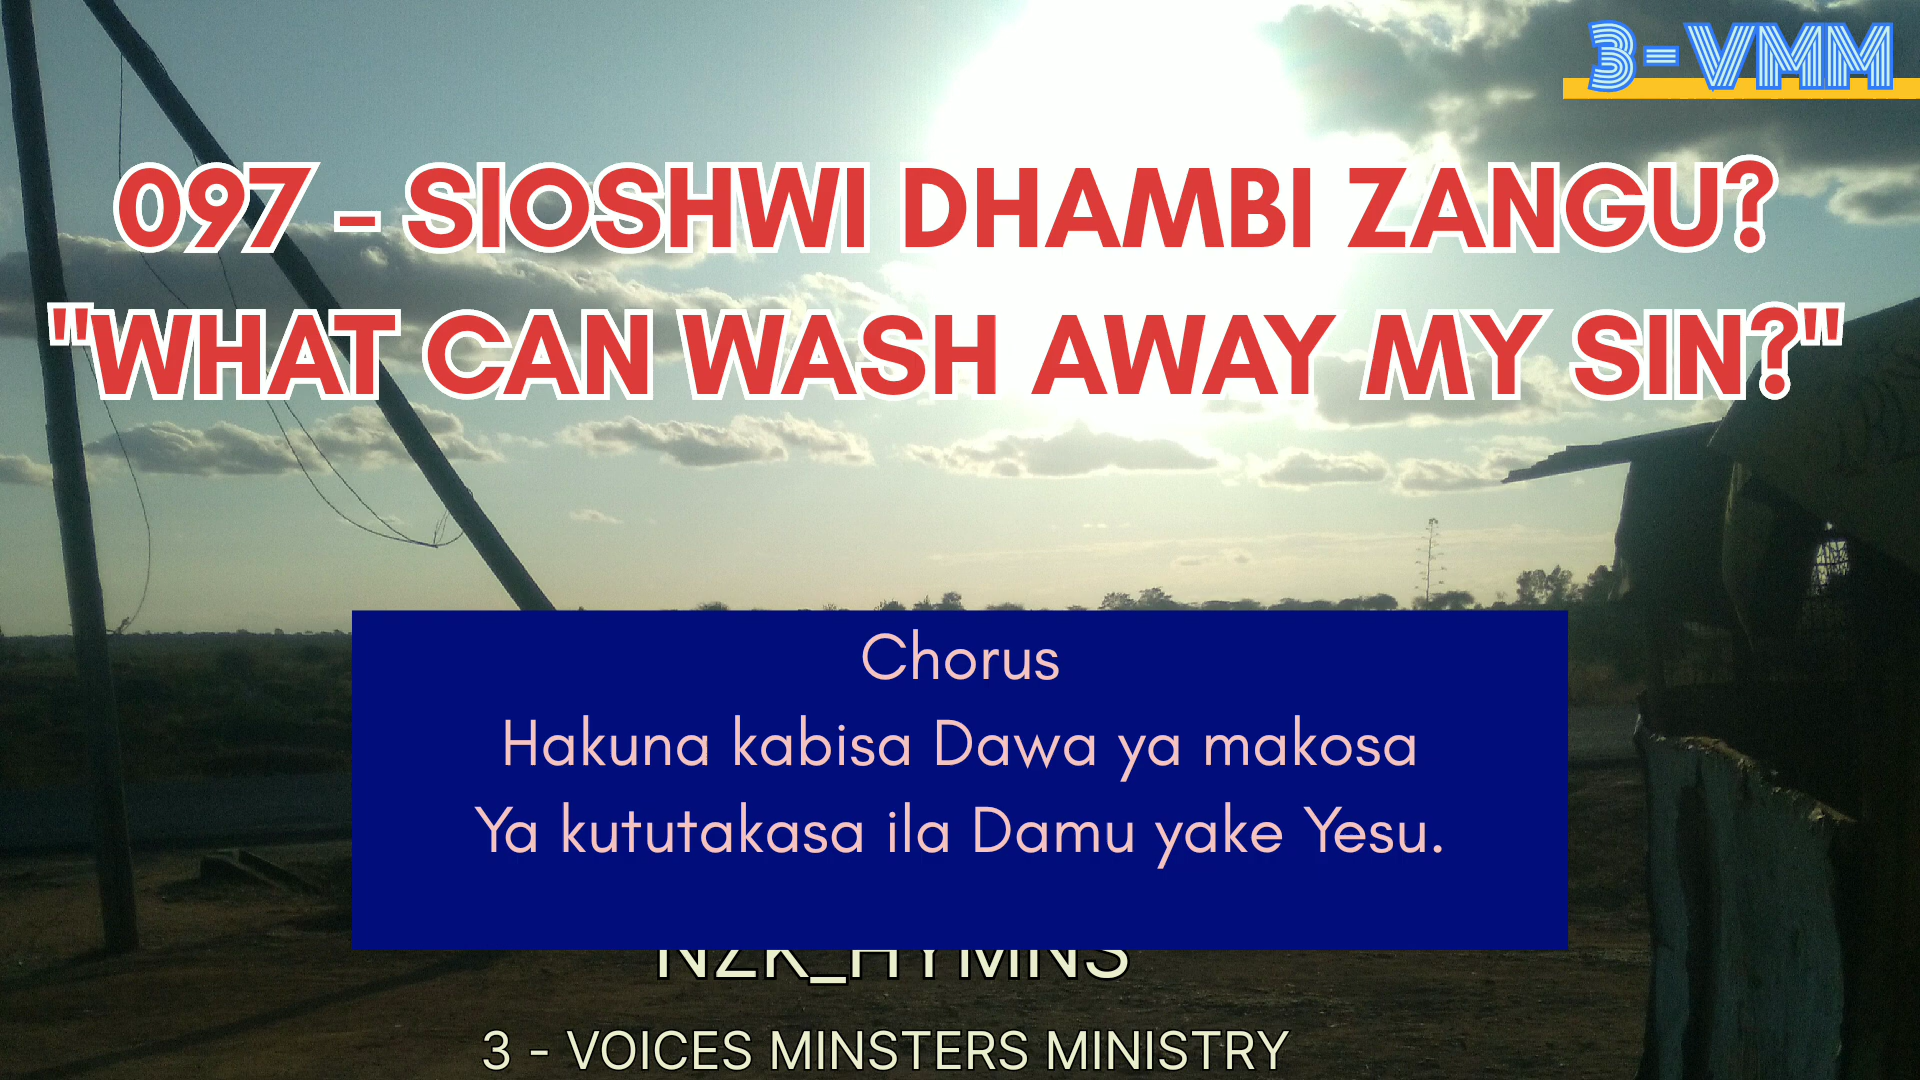 3-VMM
097 - SIOSHWI DHAMBI ZANGU?
"WHAT CAN WASH AWAY MY SIN?"
Chorus
Hakuna kabisa Dawa ya makosa
Ya kututakasa ila Damu yake Yesu.
NZK_HYMNS
3 - VOICES MINSTERS MINISTRY